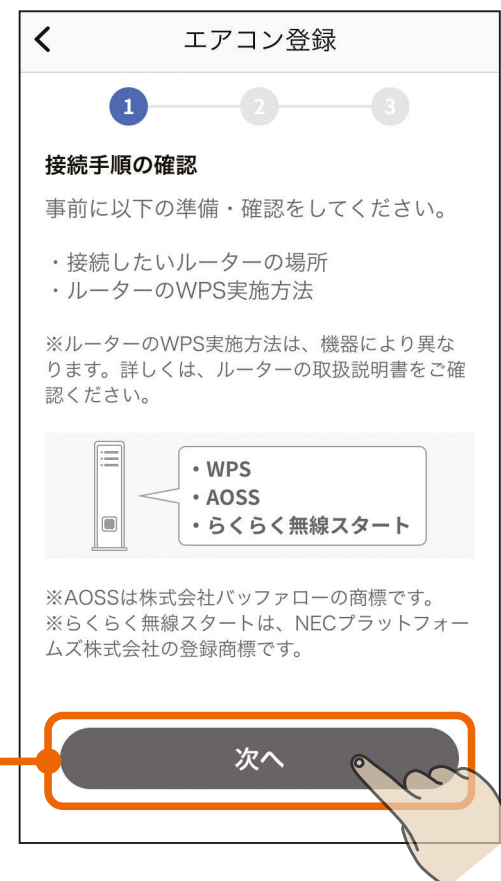 エアコン登録
1 2 3
接続手順の確認
事前に以下の準備・確認をしてください。
・接続したいルーターの場所
・ルーターのWPS実施方法
※ルーターのWPS実施方法は、機器により異な
ります。詳しくは、ルーターの取扱説明書をご確
認ください。
・WPS
・AOSS
・らくらく無線スタート
※AOSSは株式会社バッファローの商標です。
※らくらく無線スタートは、NECプラットフォー
ムズ株式会社の登録商標です。
次へ